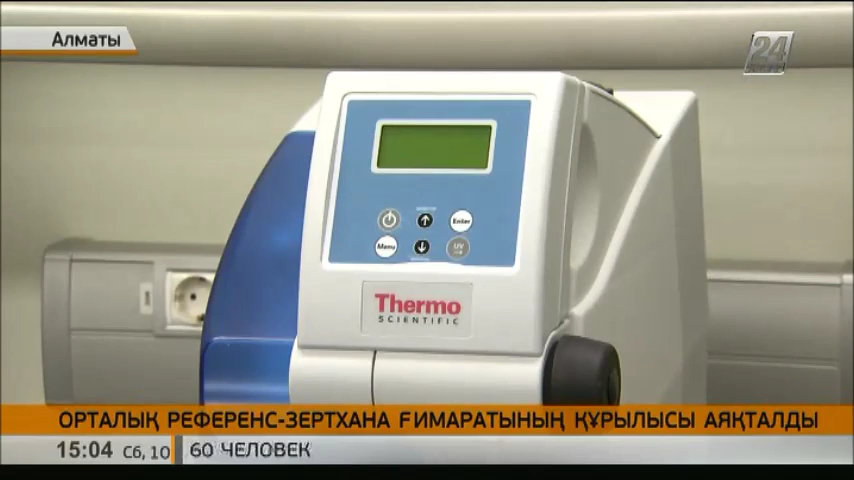 Алматы
24
Enter
Menu
UV
Thermo
SCIENTIFIC
ОРТАЛЫҚ РЕФЕРЕНС-ЗЕРТХАНА ҒИМАРАТЫНЫҢ ҚҰРЫЛЫСЫ АЯҚТАЛДЫ
15:04 Сб, 10 60 ЧЕЛОВЕК